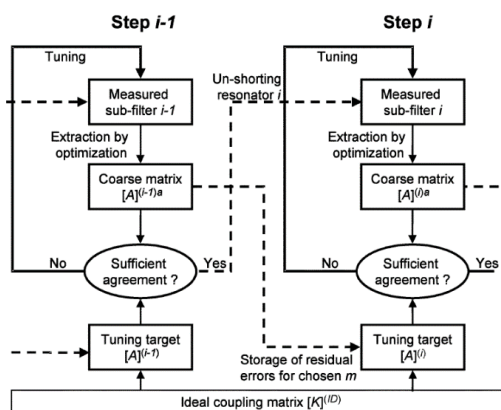 Step i-1
Step i
Tuning
Un-shorting
resonator i
Tuning
Measured
sub-filter i-1
Measured
sub-filter i
Extraction by
optimization
Extraction by
optimization
Coarse matrix
[A]^(i-1)a
Coarse matrix
[A]^(i)a
No
Sufficient
agreement ?
Yes
No
Sufficient
agreement ?
Yes
Tuning target
[A]^(i-1)
Tuning target
[A]^(i)
Storage of residual
errors for chosen m
Ideal coupling matrix [K]^(ID)